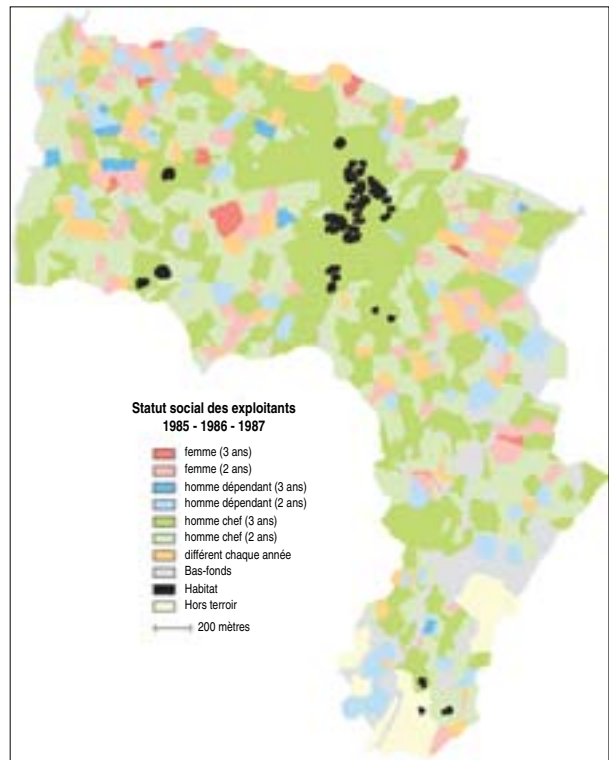 Statut social des exploitants
1985 - 1986 - 1987
femme (3 ans)
femme (2 ans)
homme dépendant (3 ans)
homme dépendant (2 ans)
homme chef (3 ans)
homme chef (2 ans)
différent chaque année
Bas-fonds
Habitat
Hors terroir
200 mètres